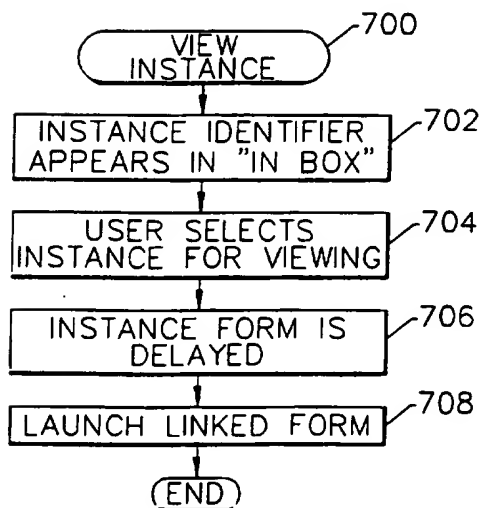 VIEW
INSTANCE
700
INSTANCE IDENTIFIER
APPEARS IN "IN BOX"
702
USER SELECTS
INSTANCE FOR VIEWING
704
INSTANCE FORM IS
DELAYED
706
LAUNCH LINKED FORM
708
END